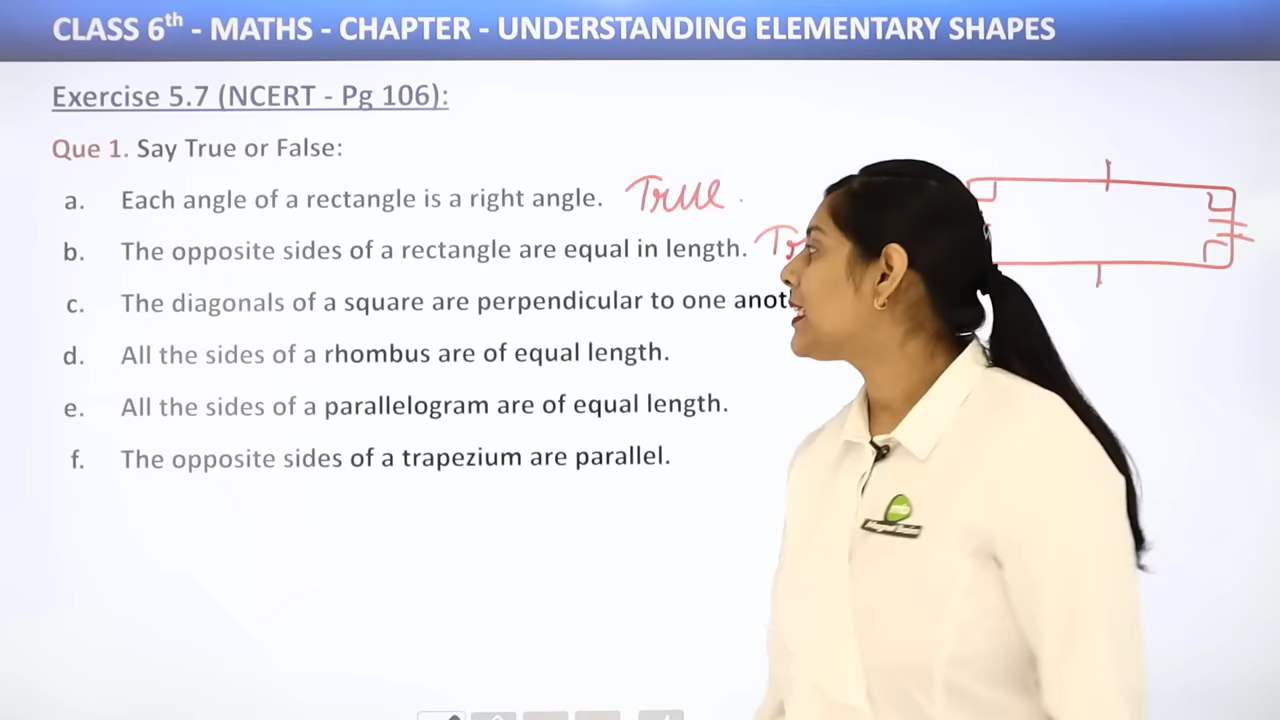 CLASS 6th - MATHS - CHAPTER - UNDERSTANDING ELEMENTARY SHAPES
Exercise 5.7 (NCERT - Pg 106):
Que 1. Say True or False:
a. Each angle of a rectangle is a right angle. True
b. The opposite sides of a rectangle are equal in length.
c. The diagonals of a square are perpendicular to one
d. All the sides of a rhombus are of equal length.
e. All the sides of a parallelogram are of equal length.
f. The opposite sides of a trapezium are parallel.